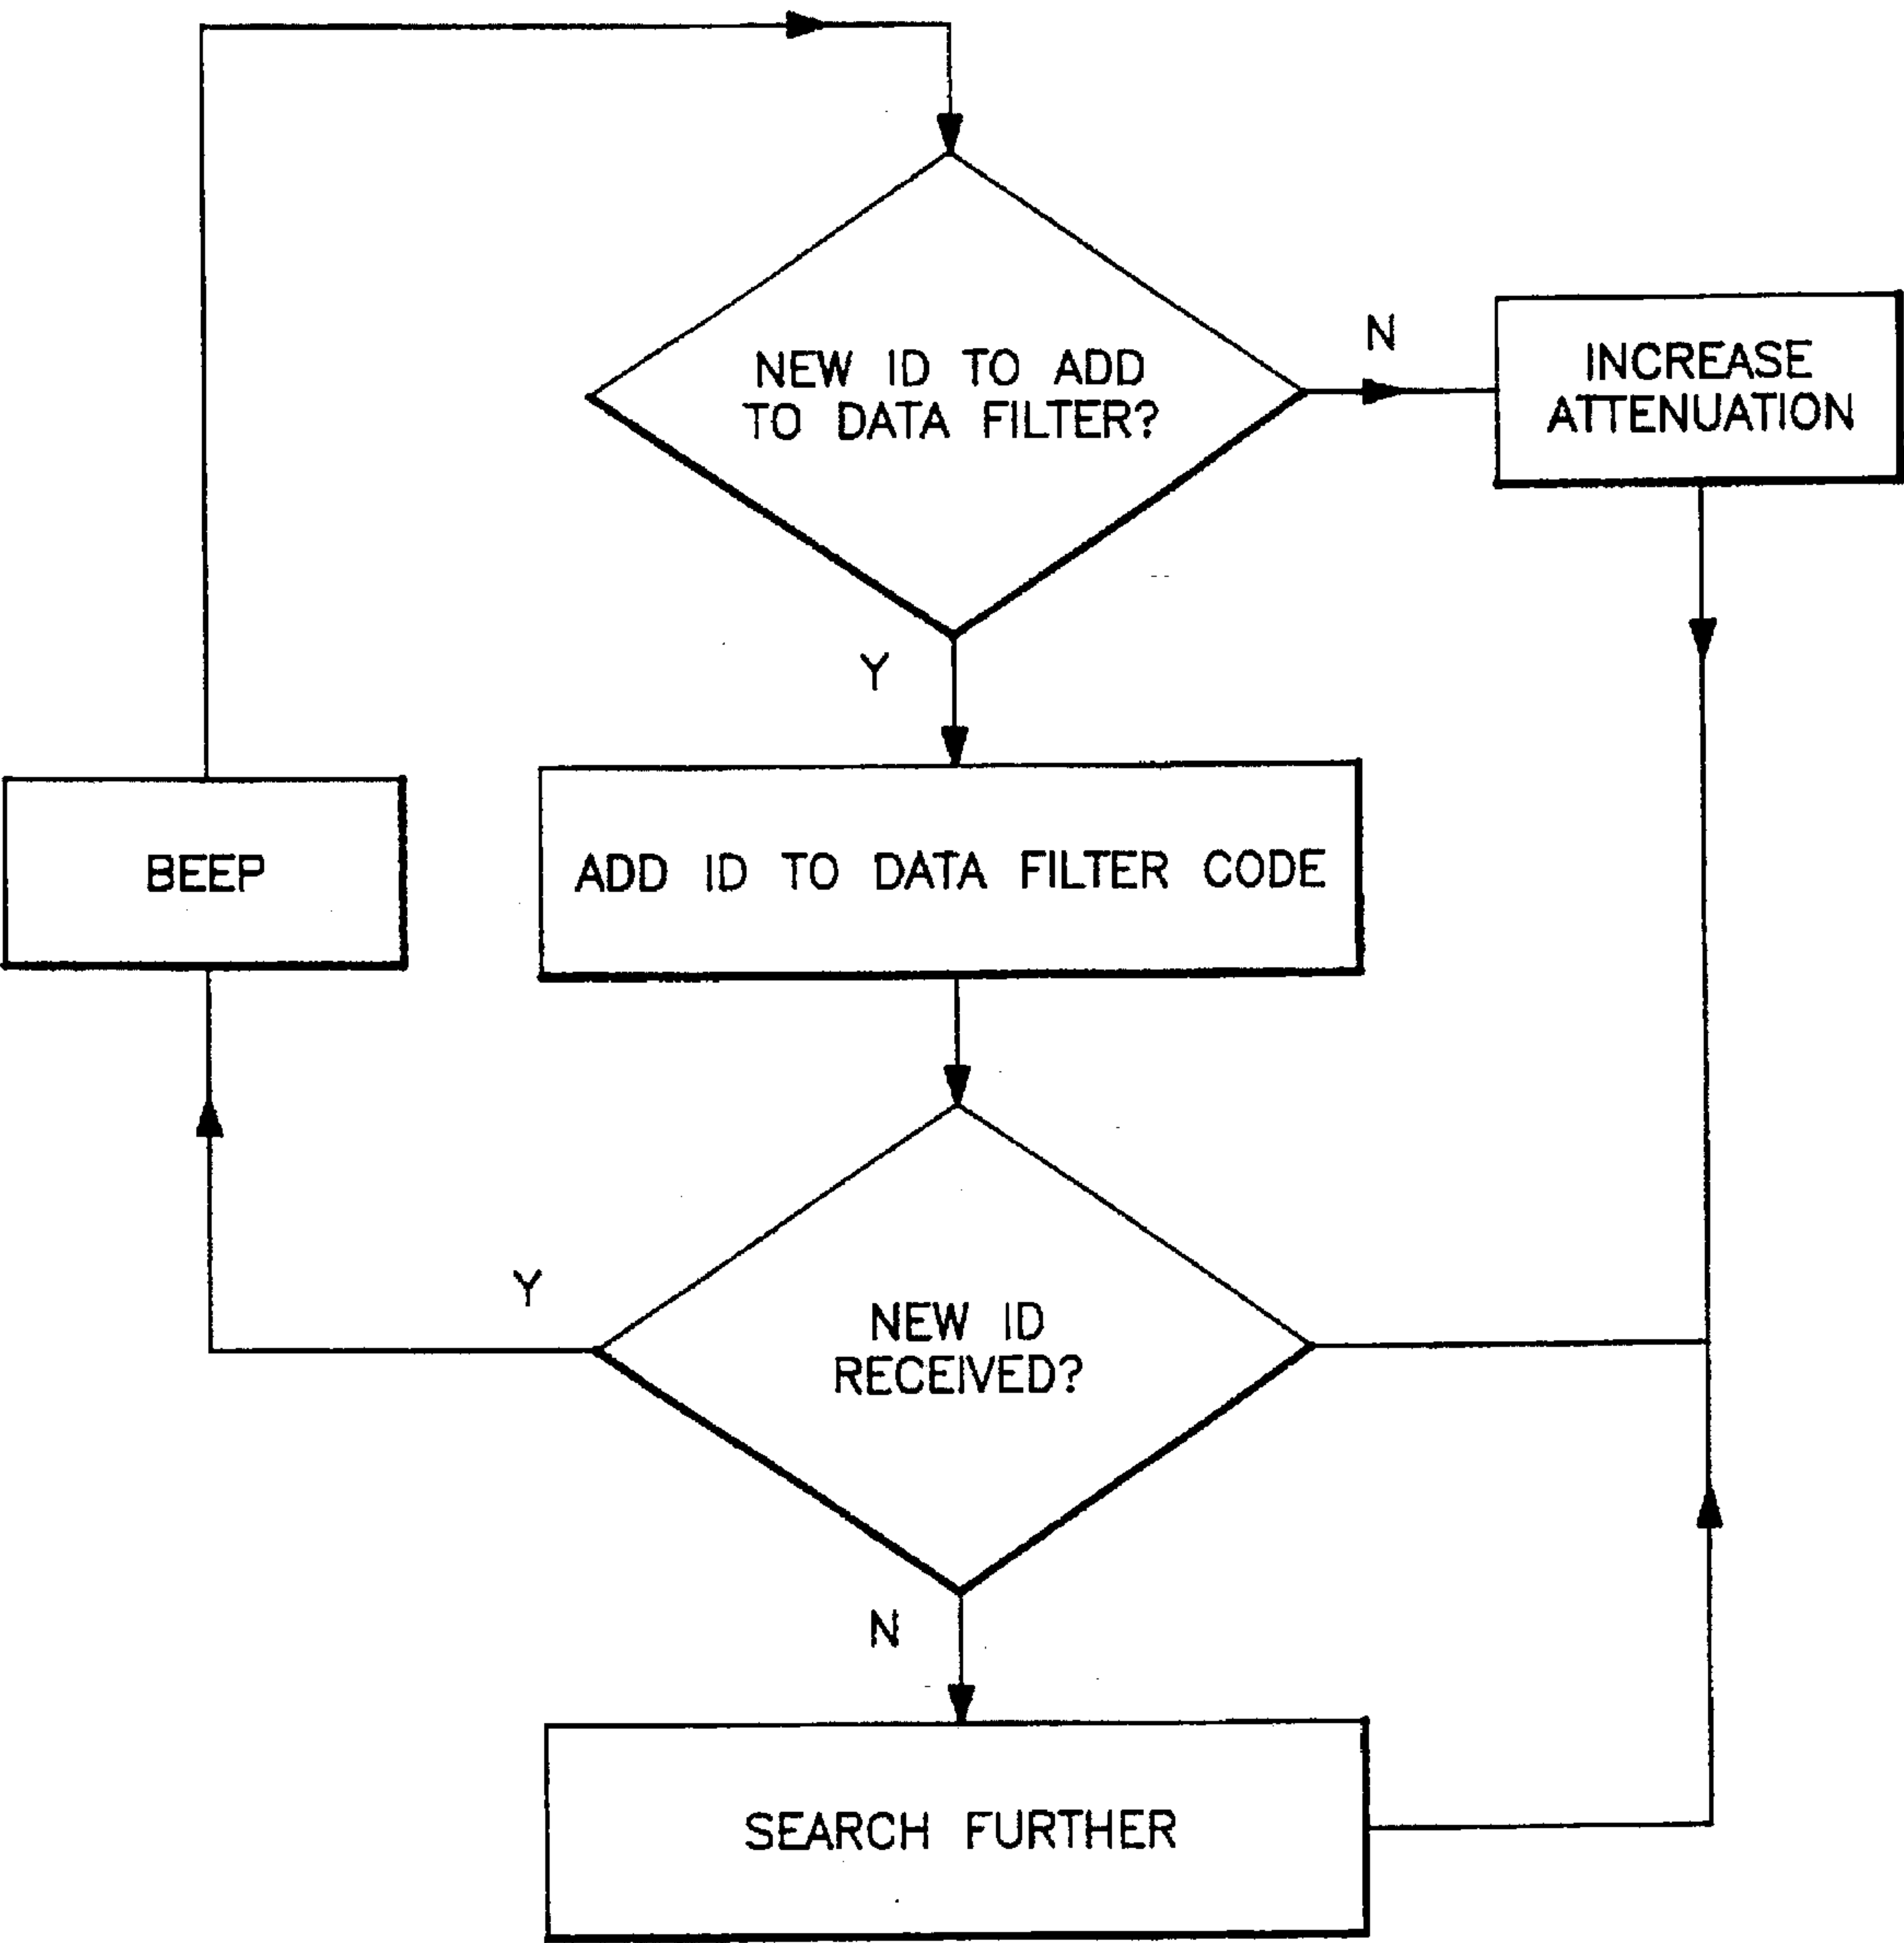 NEW ID TO ADD
TO DATA FILTER?
N
INCREASE
ATTENUATION
Y
BEEP
ADD ID TO DATA FILTER CODE
Y
NEW ID
RECEIVED?
N
SEARCH FURTHER